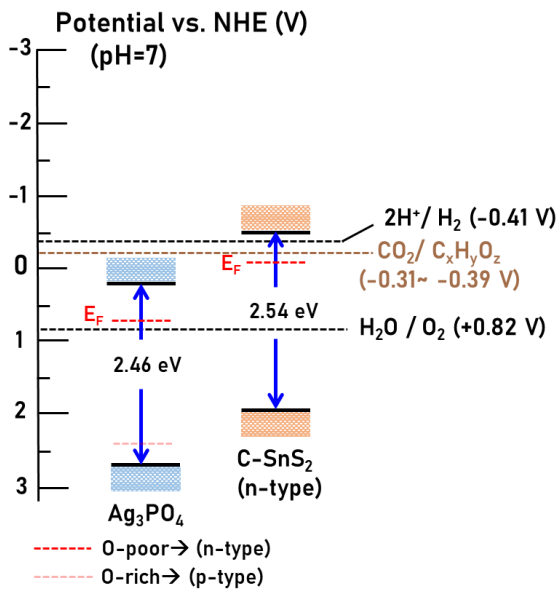 Potential vs. NHE (V)
(pH=7)
-3
-2
-1
0
1
2
3
2H⁺/ H₂ (-0.41 V)
CO₂/ CₓHᵧO_z
(-0.31~ -0.39 V)
H₂O / O₂ (+0.82 V)
E_F
E_F
2.54 eV
2.46 eV
C-SnS₂
(n-type)
Ag₃PO₄
O-poor→ (n-type)
O-rich→ (p-type)